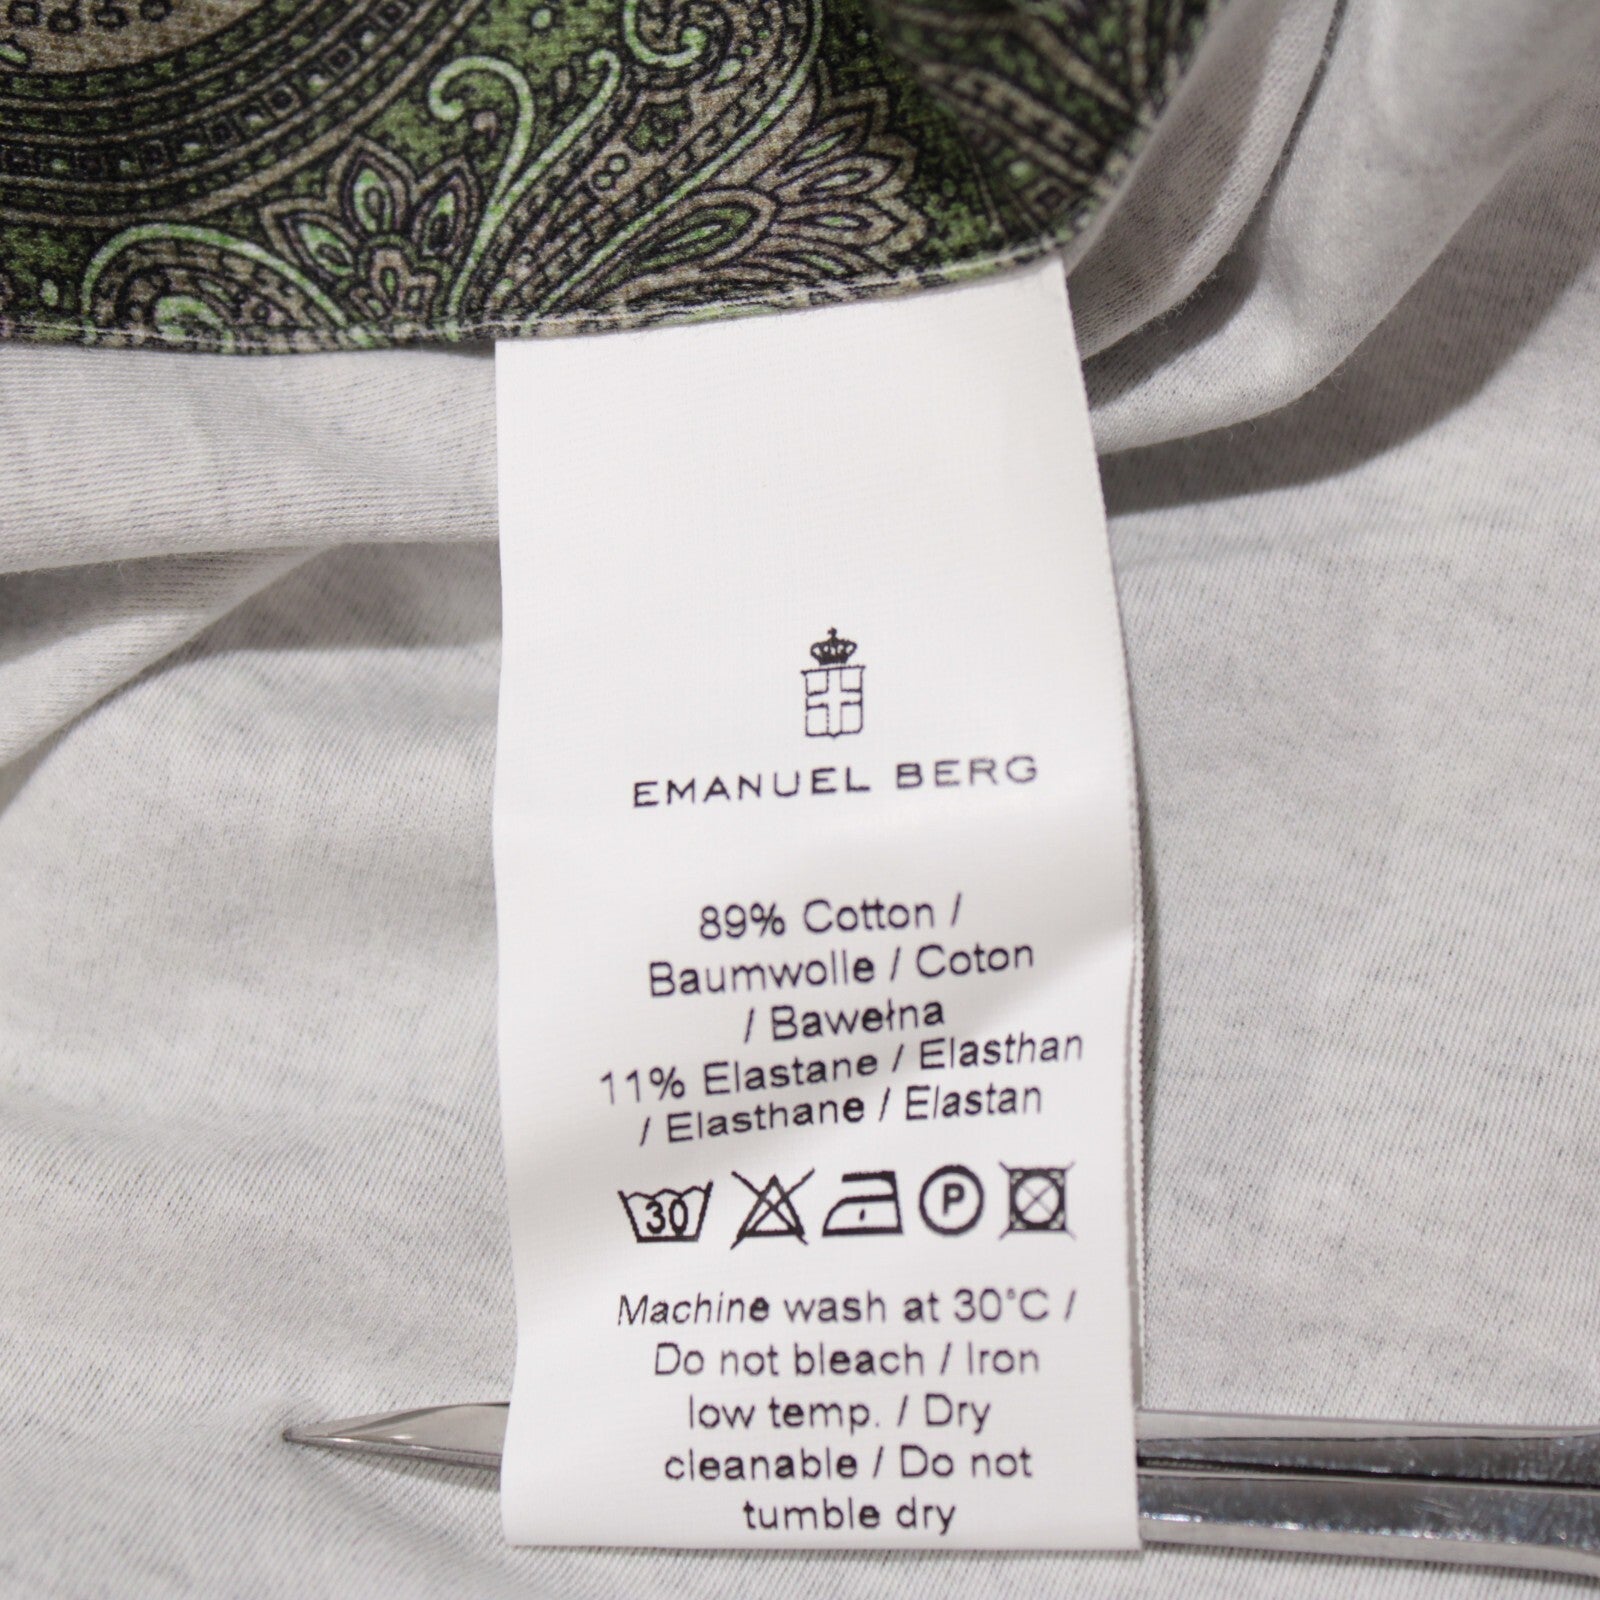 EMANUEL BERG
89% Cotton /
Baumwolle / Coton
/ Bawełna
11% Elastane / Elasthan
/ Elasthane / Elastan
30 P
Machine wash at 30°C /
Do not bleach / Iron
low temp. / Dry
cleanable / Do not
tumble dry